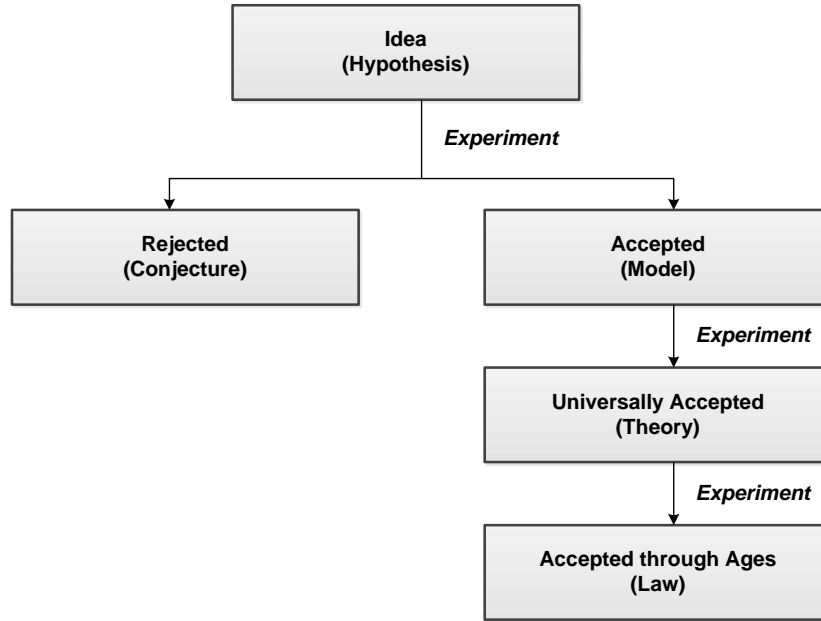 Idea
(Hypothesis)
Experiment
Rejected
(Conjecture)
Accepted
(Model)
Experiment
Universally Accepted
(Theory)
Experiment
Accepted through Ages
(Law)